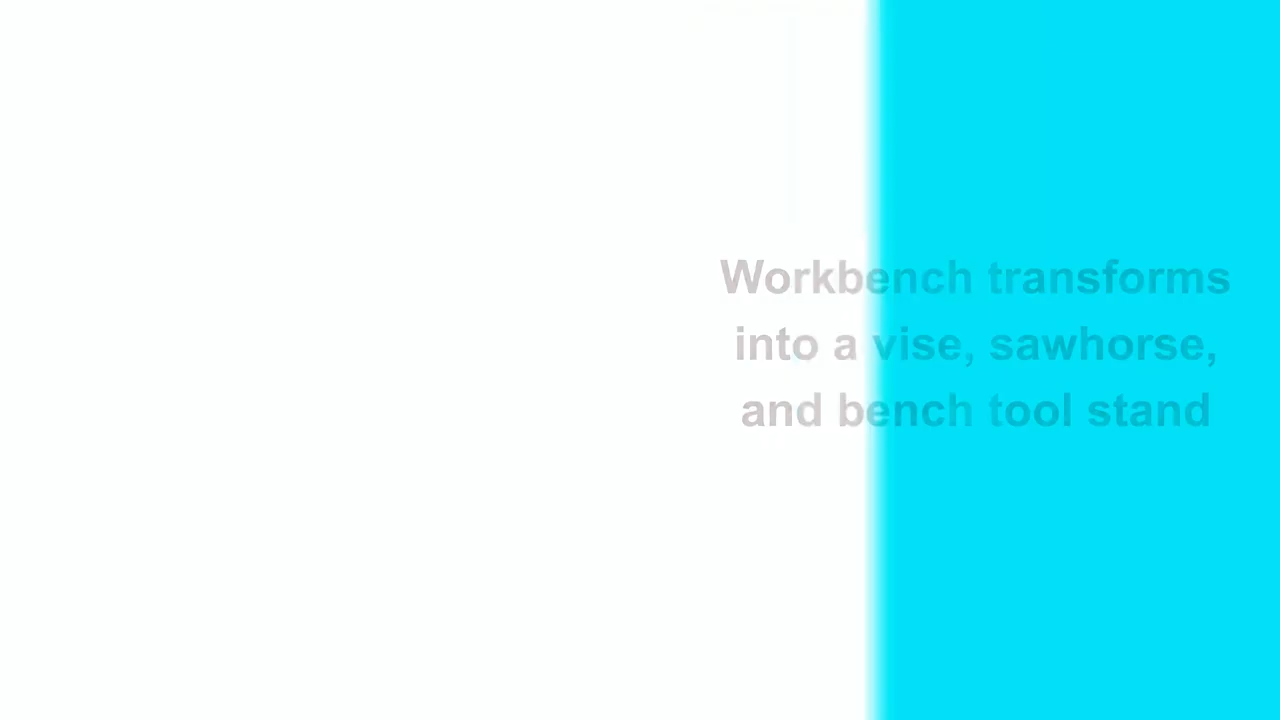 Workbench transforms
into a vise, sawhorse,
and bench tool stand